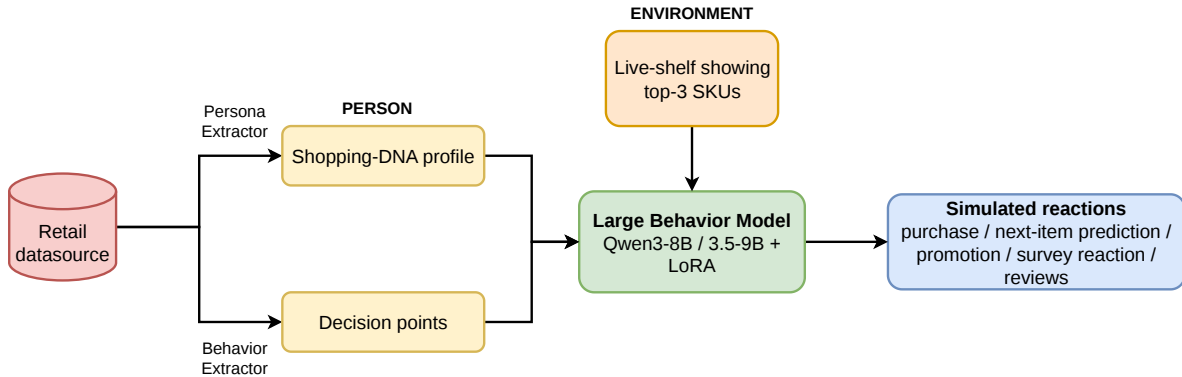 ENVIRONMENT
Live-shelf showing
top-3 SKUs
Persona
Extractor
PERSON
Shopping-DNA profile
Retail
datasource
Large Behavior Model
Qwen3-8B / 3.5-9B +
LoRA
Simulated reactions
purchase / next-item prediction /
promotion / survey reaction /
reviews
Decision points
Behavior
Extractor